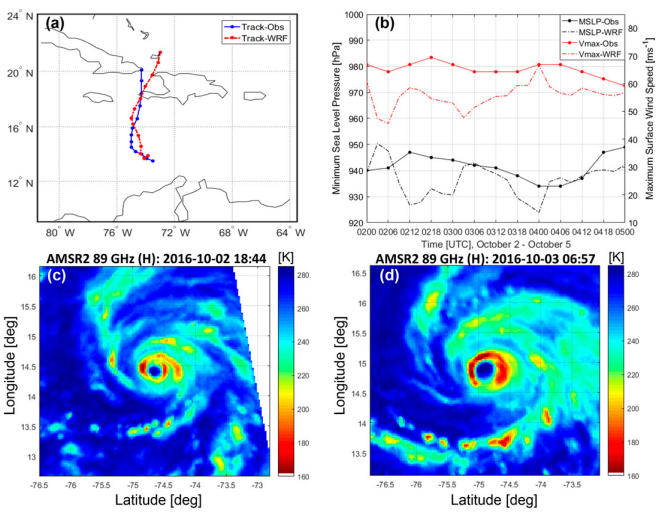 (a)
Track-Obs
Track-WRF
24° N
20° N
16° N
12° N
80° W 76° W 72° W 68° W 64° W
(b)
MSLP-Obs
MSLP-WRF
Vmax-Obs
Vmax-WRF
Minimum Sea Level Pressure [hPa]
1000
990
980
970
960
950
940
930
920
Maximum Surface Wind Speed [ms⁻¹]
80
70
60
50
40
30
20
10
0200 0206 0212 0218 0300 0306 0312 0318 0400 0406 0412 0418 0500
Time [UTC], October 2 - October 5
AMSR2 89 GHz (H): 2016-10-02 18:44 [K]
(c)
Longitude [deg]
16
15.5
15
14.5
14
13.5
13
-76.5 -76 -75.5 -75 -74.5 -74 -73.5 -73
Latitude [deg]
280
260
240
220
200
180
160
AMSR2 89 GHz (H): 2016-10-03 06:57 [K]
(d)
Longitude [deg]
16.5
16
15.5
15
14.5
14
13.5
-76.5 -76 -75.5 -75 -74.5 -74 -73.5
Latitude [deg]
280
260
240
220
200
180
160